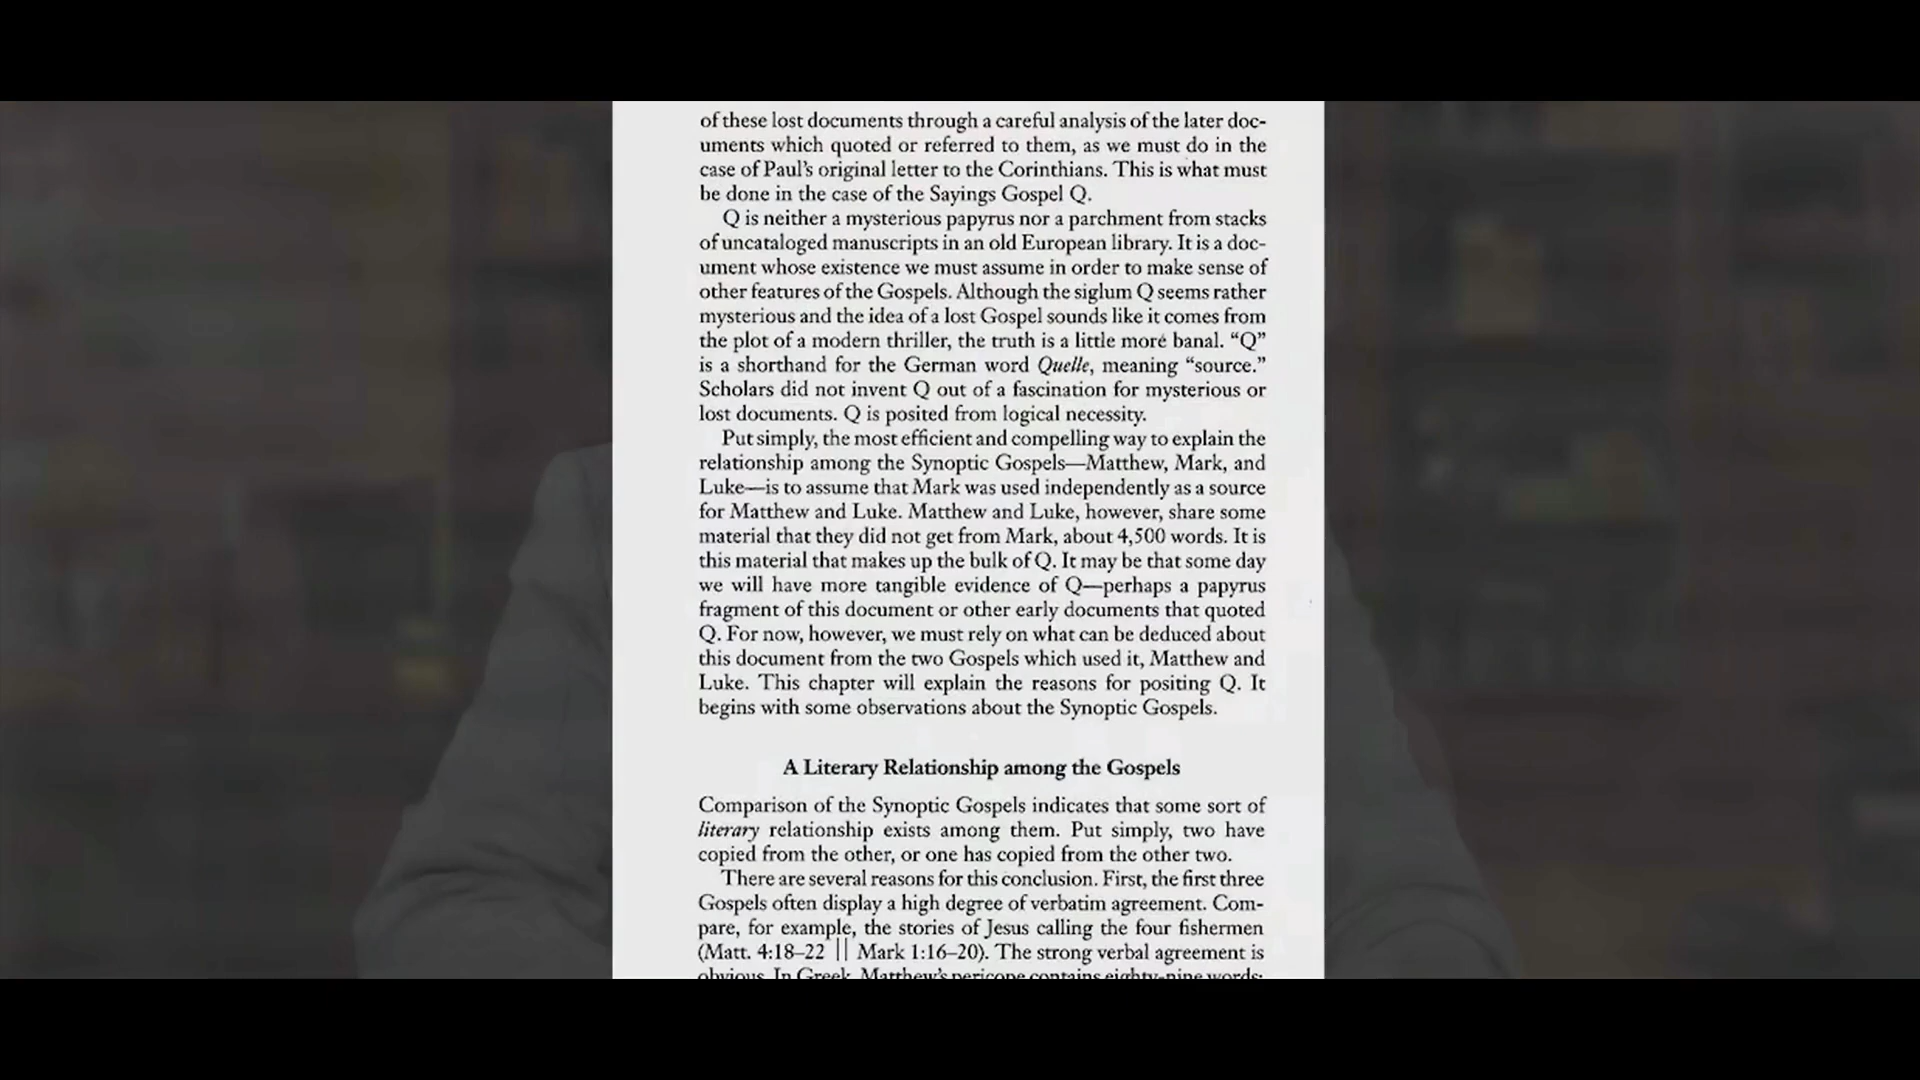 of these lost documents through a careful analysis of the later doc-
uments which quoted or referred to them, as we must do in the
case of Paul's original letter to the Corinthians. This is what must
be done in the case of the Sayings Gospel Q.
Q is neither a mysterious papyrus nor a parchment from stacks
of uncataloged manuscripts in an old European library. It is a doc-
ument whose existence we must assume in order to make sense of
other features of the Gospels. Although the siglum Q seems rather
mysterious and the idea of a lost Gospel sounds like it comes from
the plot of a modern thriller, the truth is a little more banal. “Q”
is a shorthand for the German word Quelle, meaning “source.”
Scholars did not invent Q out of a fascination for mysterious or
lost documents. Q is posited from logical necessity.
Put simply, the most efficient and compelling way to explain the
relationship among the Synoptic Gospels—Matthew, Mark, and
Luke—is to assume that Mark was used independently as a source
for Matthew and Luke. Matthew and Luke, however, share some
material that they did not get from Mark, about 4,500 words. It is
this material that makes up the bulk of Q. It may be that some day
we will have more tangible evidence of Q—perhaps a papyrus
fragment of this document or other early documents that quoted
Q. For now, however, we must rely on what can be deduced about
this document from the two Gospels which used it, Matthew and
Luke. This chapter will explain the reasons for positing Q. It
begins with some observations about the Synoptic Gospels.
A Literary Relationship among the Gospels
Comparison of the Synoptic Gospels indicates that some sort of
literary relationship exists among them. Put simply, two have
copied from the other, or one has copied from the other two.
There are several reasons for this conclusion. First, the first three
Gospels often display a high degree of verbatim agreement. Com-
pare, for example, the stories of Jesus calling the four fishermen
(Matt. 4:18–22 || Mark 1:16–20). The strong verbal agreement is
obvious. In Greek, Matthew's pericope contains eighty-nine words;